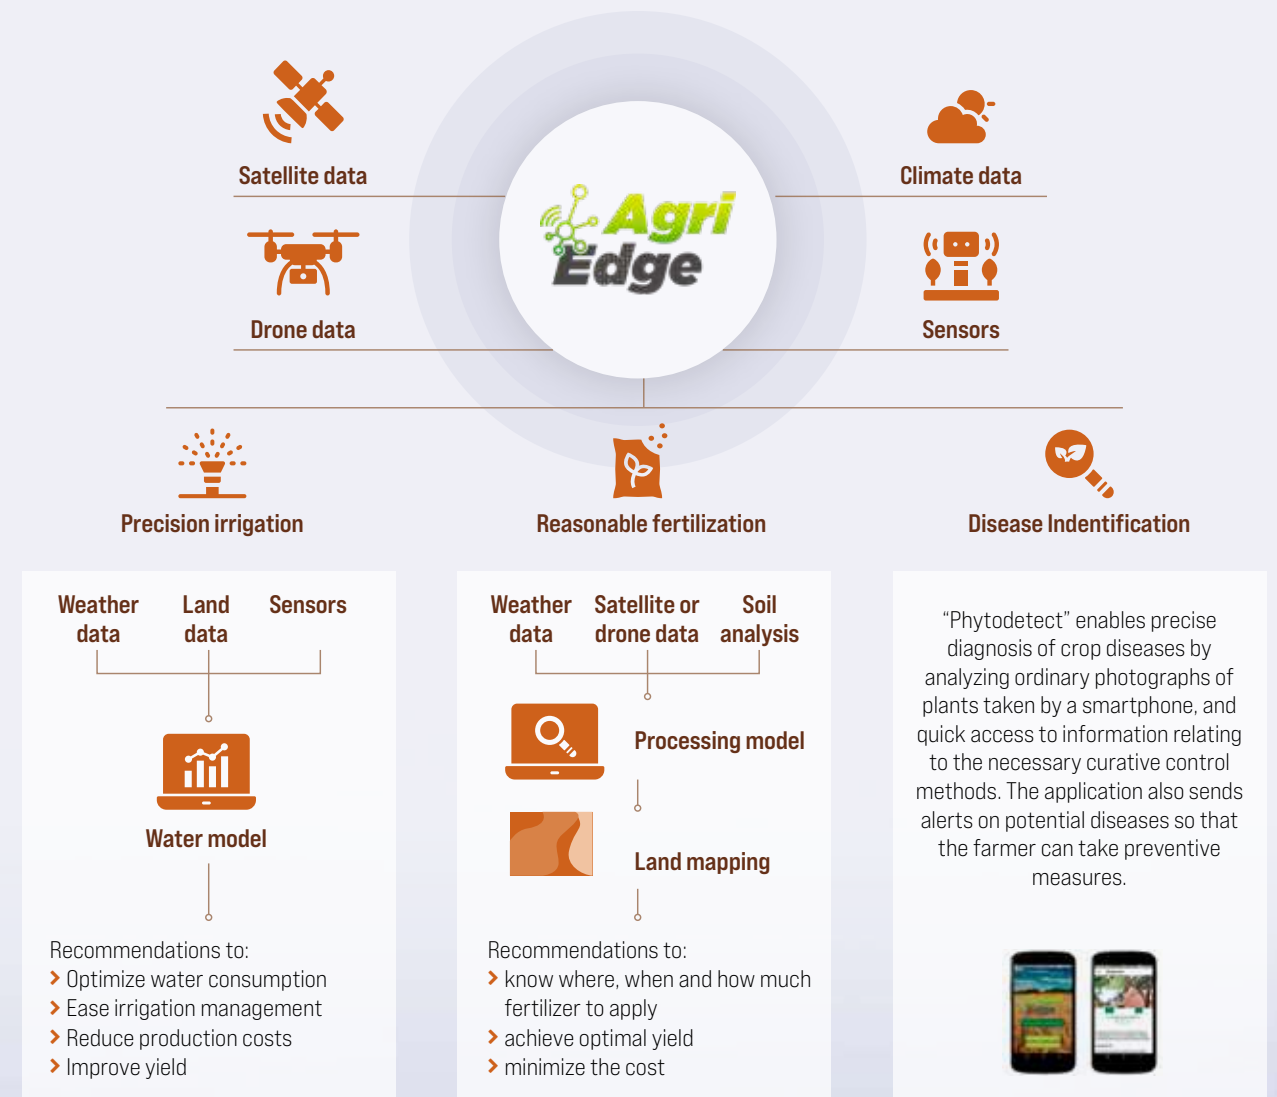 Satellite data
Climate data
Agri
Edge
Drone data
Sensors
Precision irrigation
Reasonable fertilization
Disease Indentification
Weather
data
Land
data
Sensors
Water model
Recommendations to:
Optimize water consumption
Ease irrigation management
Reduce production costs
Improve yield
Weather
data
Satellite or
drone data
Soil
analysis
Processing model
Land mapping
Recommendations to:
know where, when and how much
fertilizer to apply
achieve optimal yield
minimize the cost
“Phytodetect” enables precise
diagnosis of crop diseases by
analyzing ordinary photographs of
plants taken by a smartphone, and
quick access to information relating
to the necessary curative control
methods. The application also sends
alerts on potential diseases so that
the farmer can take preventive
measures.